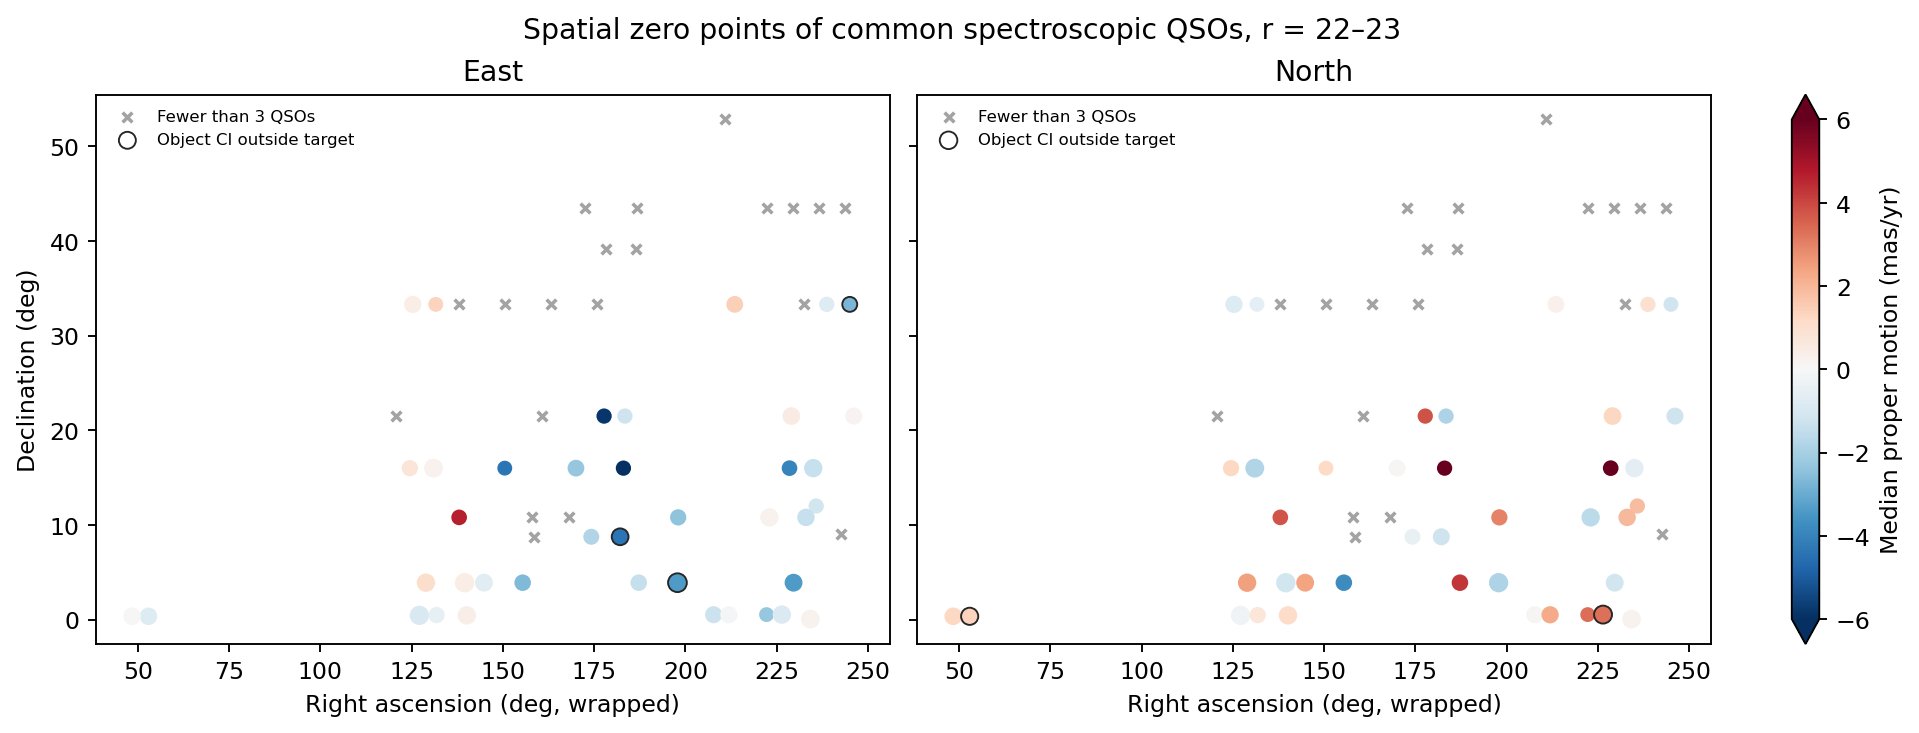 Spatial zero points of common spectroscopic QSOs, r = 22–23
East
North
Fewer than 3 QSOs
Object CI outside target
Fewer than 3 QSOs
Object CI outside target
50
40
30
20
10
0
Declination (deg)
50 75 100 125 150 175 200 225 250
50 75 100 125 150 175 200 225 250
Right ascension (deg, wrapped)
Right ascension (deg, wrapped)
6
4
2
0
−2
−4
−6
Median proper motion (mas/yr)